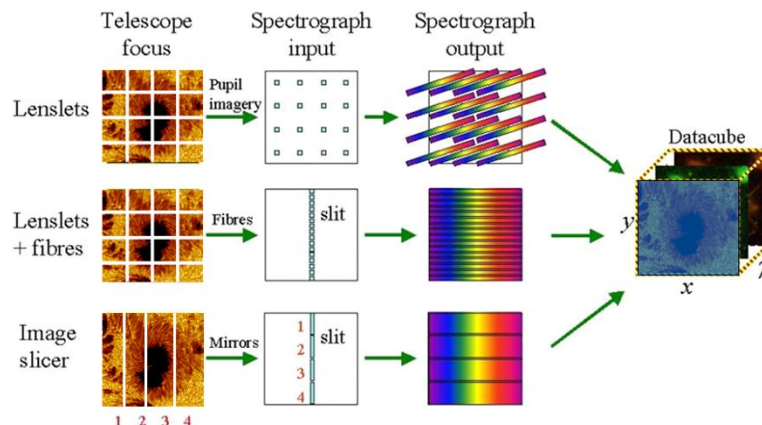 Telescope
focus
Spectrograph
input
Spectrograph
output
Lenslets
Pupil
imagery
Datacube
Lenslets
+ fibres
Fibres
slit
y
x
λ
Image
slicer
Mirrors
1
2
3
4
slit
1 2 3 4